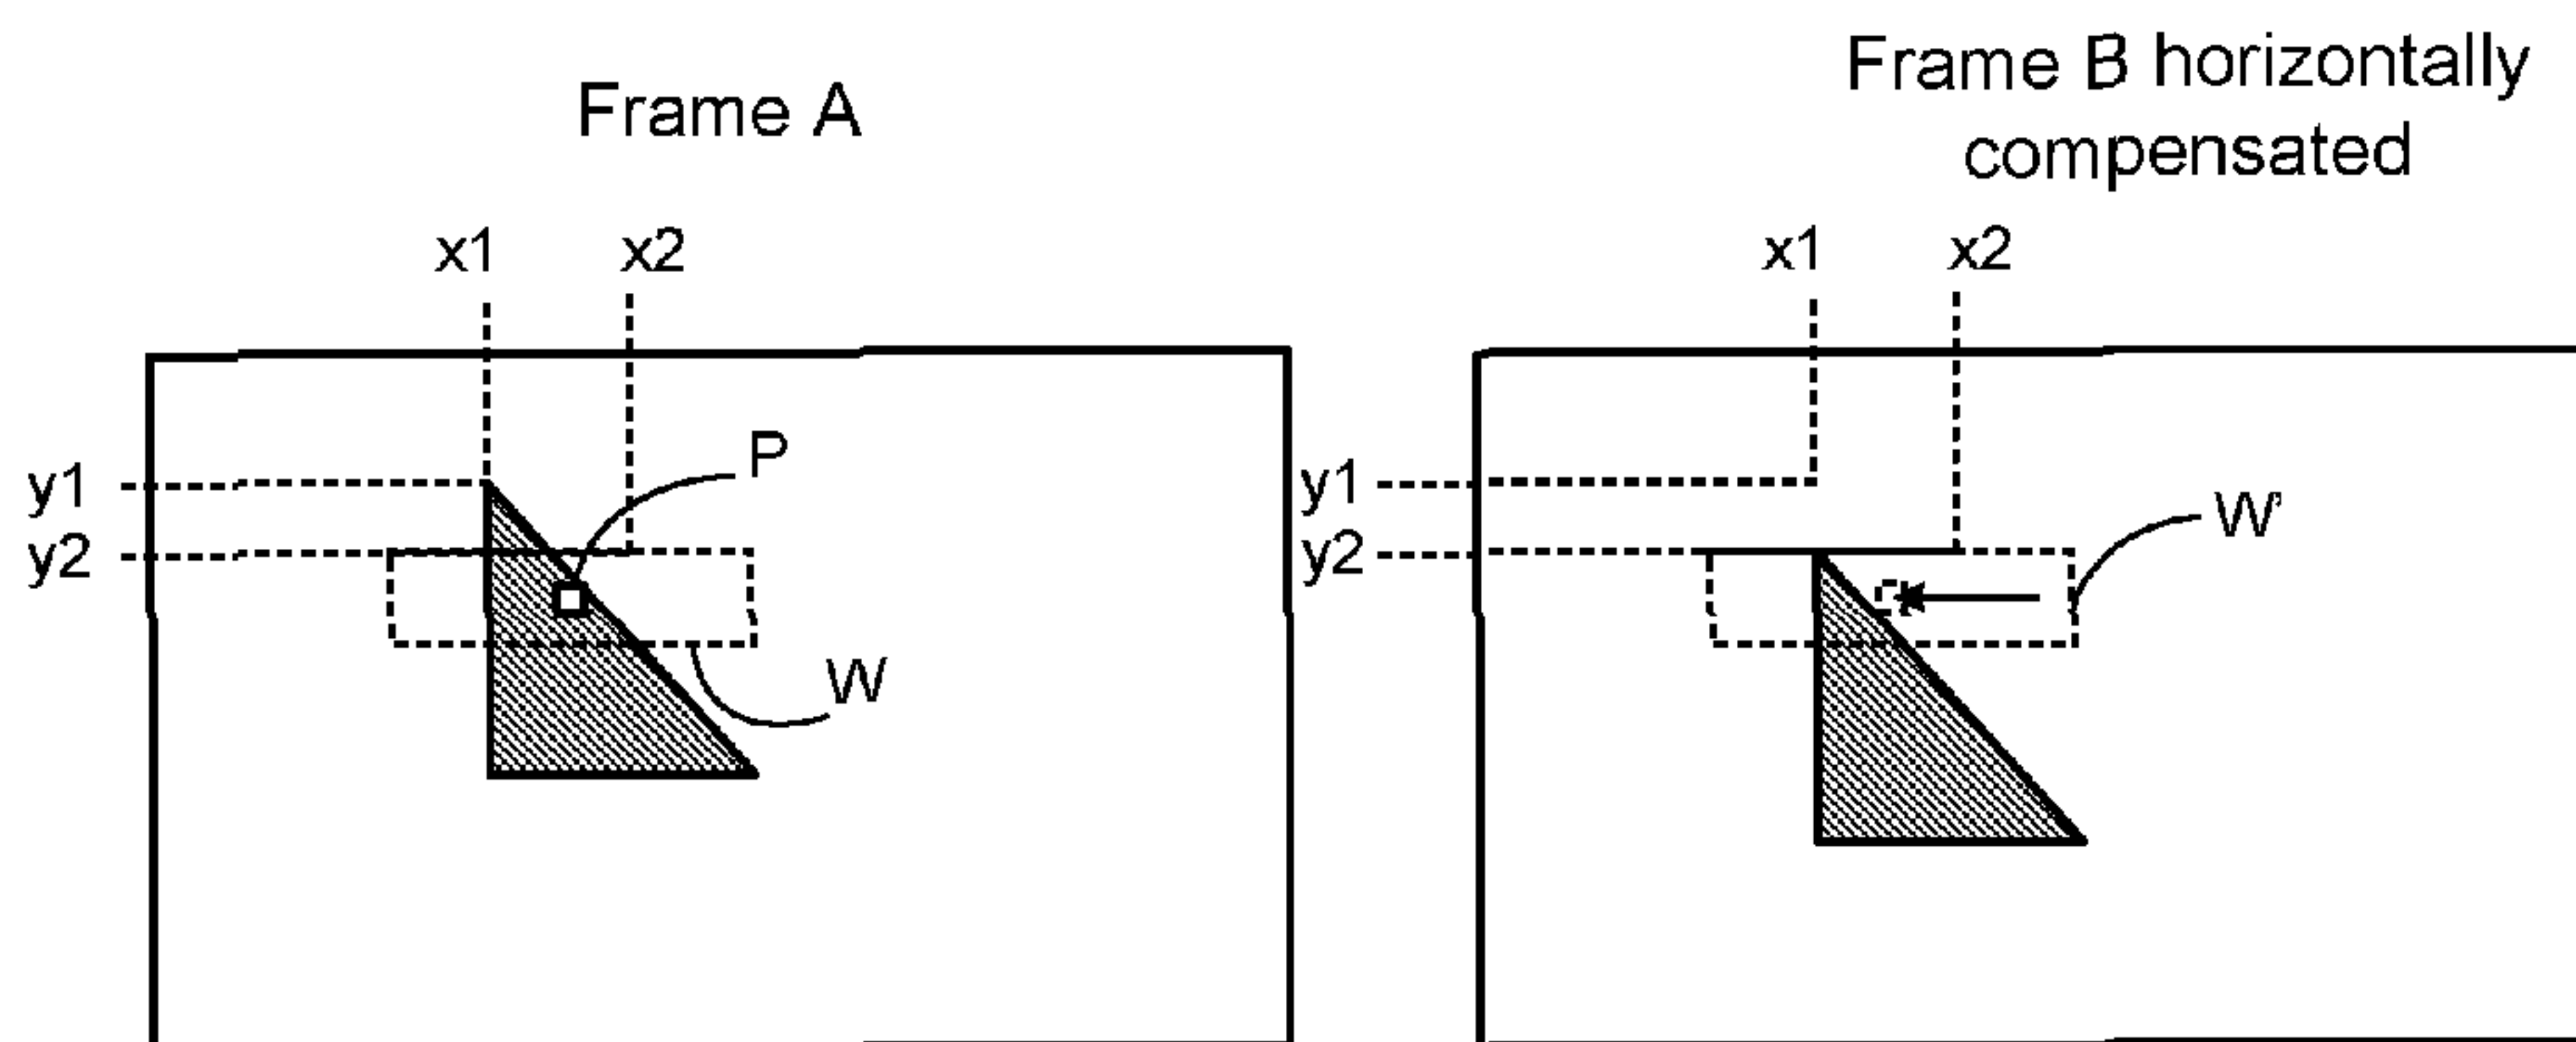 Frame A
Frame B horizontally
compensated
x1 x2
x1 x2
P
y1
y2
W
y1
y2
W'